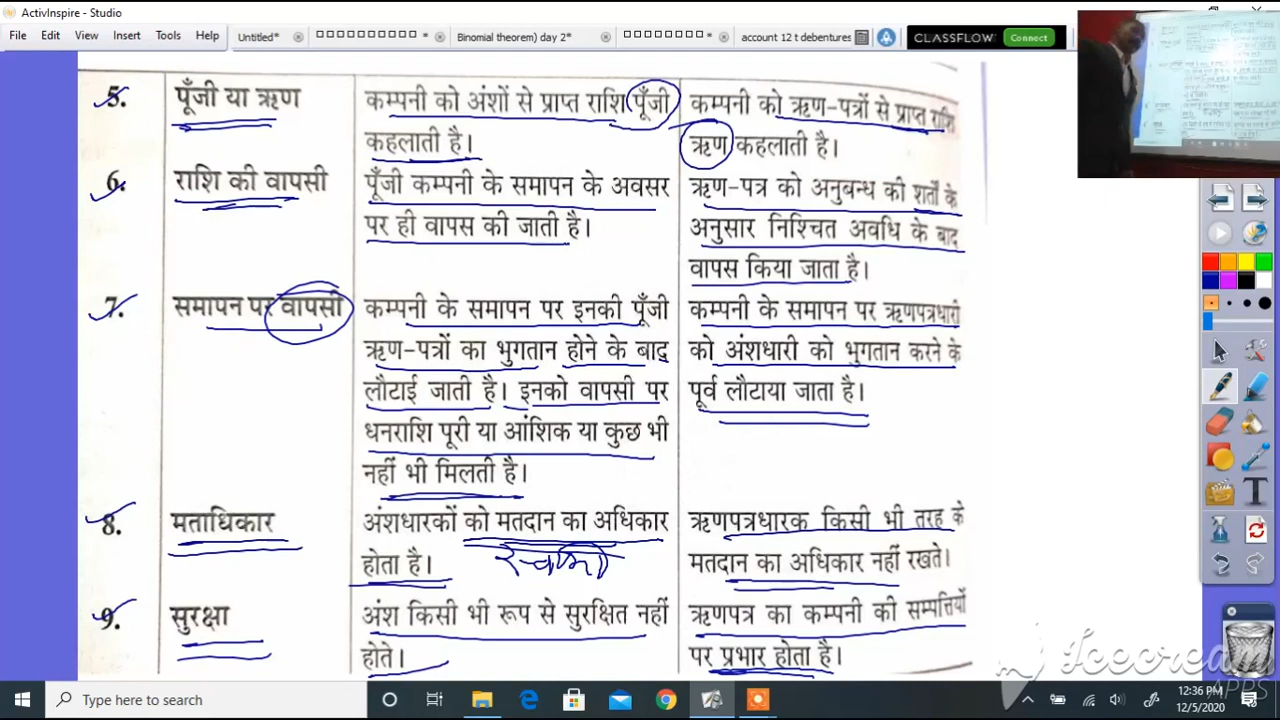 ActivInspire - Studio
File Edit View Insert Tools Help Untitled* Binomial theorem) day 2* account 12 t debentures CLASSFLOW Connect
5. पूँजी या ऋण
कम्पनी को अंशों से प्राप्त राशि पूँजी
कहलाती है।
कम्पनी को ऋण-पत्रों से प्राप्त राशि
ऋण कहलाती है।
6. राशि की वापसी
पूँजी कम्पनी के समापन के अवसर
पर ही वापस की जाती है।
ऋण-पत्र को अनुबन्ध की शर्तों के
अनुसार निश्चित अवधि के बाद
वापस किया जाता है।
7. समापन पर वापसी
कम्पनी के समापन पर इनकी पूँजी
ऋण-पत्रों का भुगतान होने के बाद
लौटाई जाती है। इनको वापसी पर
धनराशि पूरी या आंशिक या कुछ भी
नहीं भी मिलती है।
कम्पनी के समापन पर ऋणपत्रधारी
को अंशधारी को भुगतान करने के
पूर्व लौटाया जाता है।
8. मताधिकार
अंशधारकों को मतदान का अधिकार
होता है।
स्वामी
ऋणपत्रधारक किसी भी तरह के
मतदान का अधिकार नहीं रखते।
9. सुरक्षा
अंश किसी भी रूप से सुरक्षित नहीं
होते।
ऋणपत्र का कम्पनी की सम्पत्तियों
पर प्रभार होता है।
Icecream
APPS
Type here to search
12:36 PM
12/5/2020